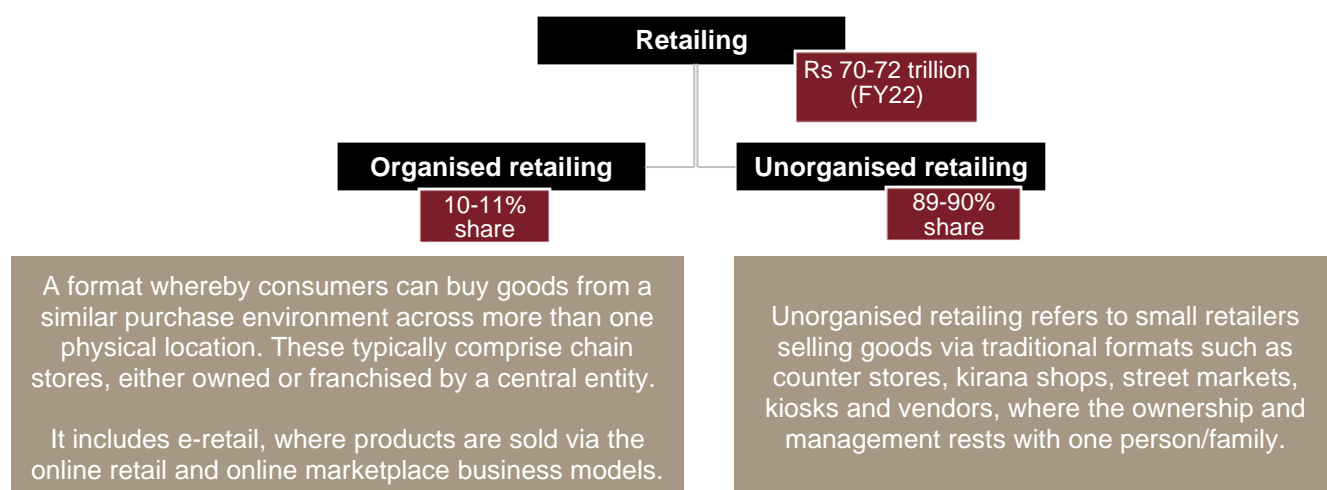 Retailing
Rs 70-72 trillion
(FY22)
Organised retailing
10-11%
share
Unorganised retailing
89-90%
share
A format whereby consumers can buy goods from a
similar purchase environment across more than one
physical location. These typically comprise chain
stores, either owned or franchised by a central entity.
It includes e-retail, where products are sold via the
online retail and online marketplace business models.
Unorganised retailing refers to small retailers
selling goods via traditional formats such as
counter stores, kirana shops, street markets,
kiosks and vendors, where the ownership and
management rests with one person/family.